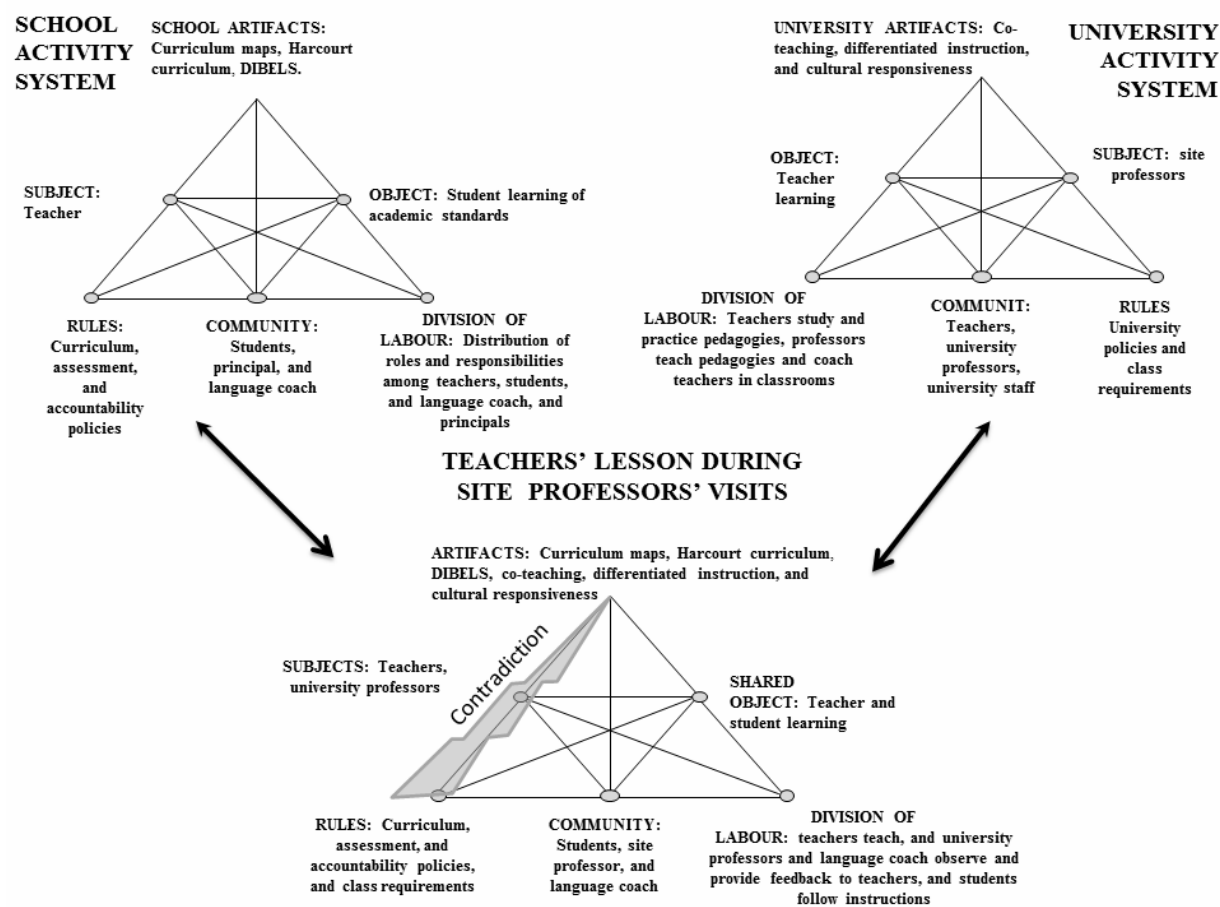 SCHOOL
ACTIVITY
SYSTEM
SCHOOL ARTIFACTS:
Curriculum maps, Harcourt
curriculum, DIBELS.
SUBJECT:
Teacher
OBJECT: Student learning of
academic standards
RULES:
Curriculum,
assessment,
and
accountability
policies
COMMUNITY:
Students,
principal, and
language coach
DIVISION OF
LABOUR: Distribution of
roles and responsibilities
among teachers, students,
and language coach, and
principals
UNIVERSITY ARTIFACTS: Co-
teaching, differentiated instruction,
and cultural responsiveness
UNIVERSITY
ACTIVITY
SYSTEM
OBJECT:
Teacher
learning
SUBJECT: site
professors
DIVISION OF
LABOUR: Teachers study and
practice pedagogies, professors
teach pedagogies and coach
teachers in classrooms
COMMUNIT:
Teachers,
university
professors,
university staff
RULES
University
policies and
class
requirements
TEACHERS’ LESSON DURING
SITE PROFESSORS’ VISITS
ARTIFACTS: Curriculum maps, Harcourt curriculum,
DIBELS, co-teaching, differentiated instruction, and
cultural responsiveness
SUBJECTS: Teachers,
university professors
Contradiction
SHARED
OBJECT: Teacher and
student learning
RULES: Curriculum,
assessment, and
accountability policies,
and class requirements
COMMUNITY:
Students, site
professor, and
language coach
DIVISION OF
LABOUR: teachers teach, and university
professors and language coach observe and
provide feedback to teachers, and students
follow instructions